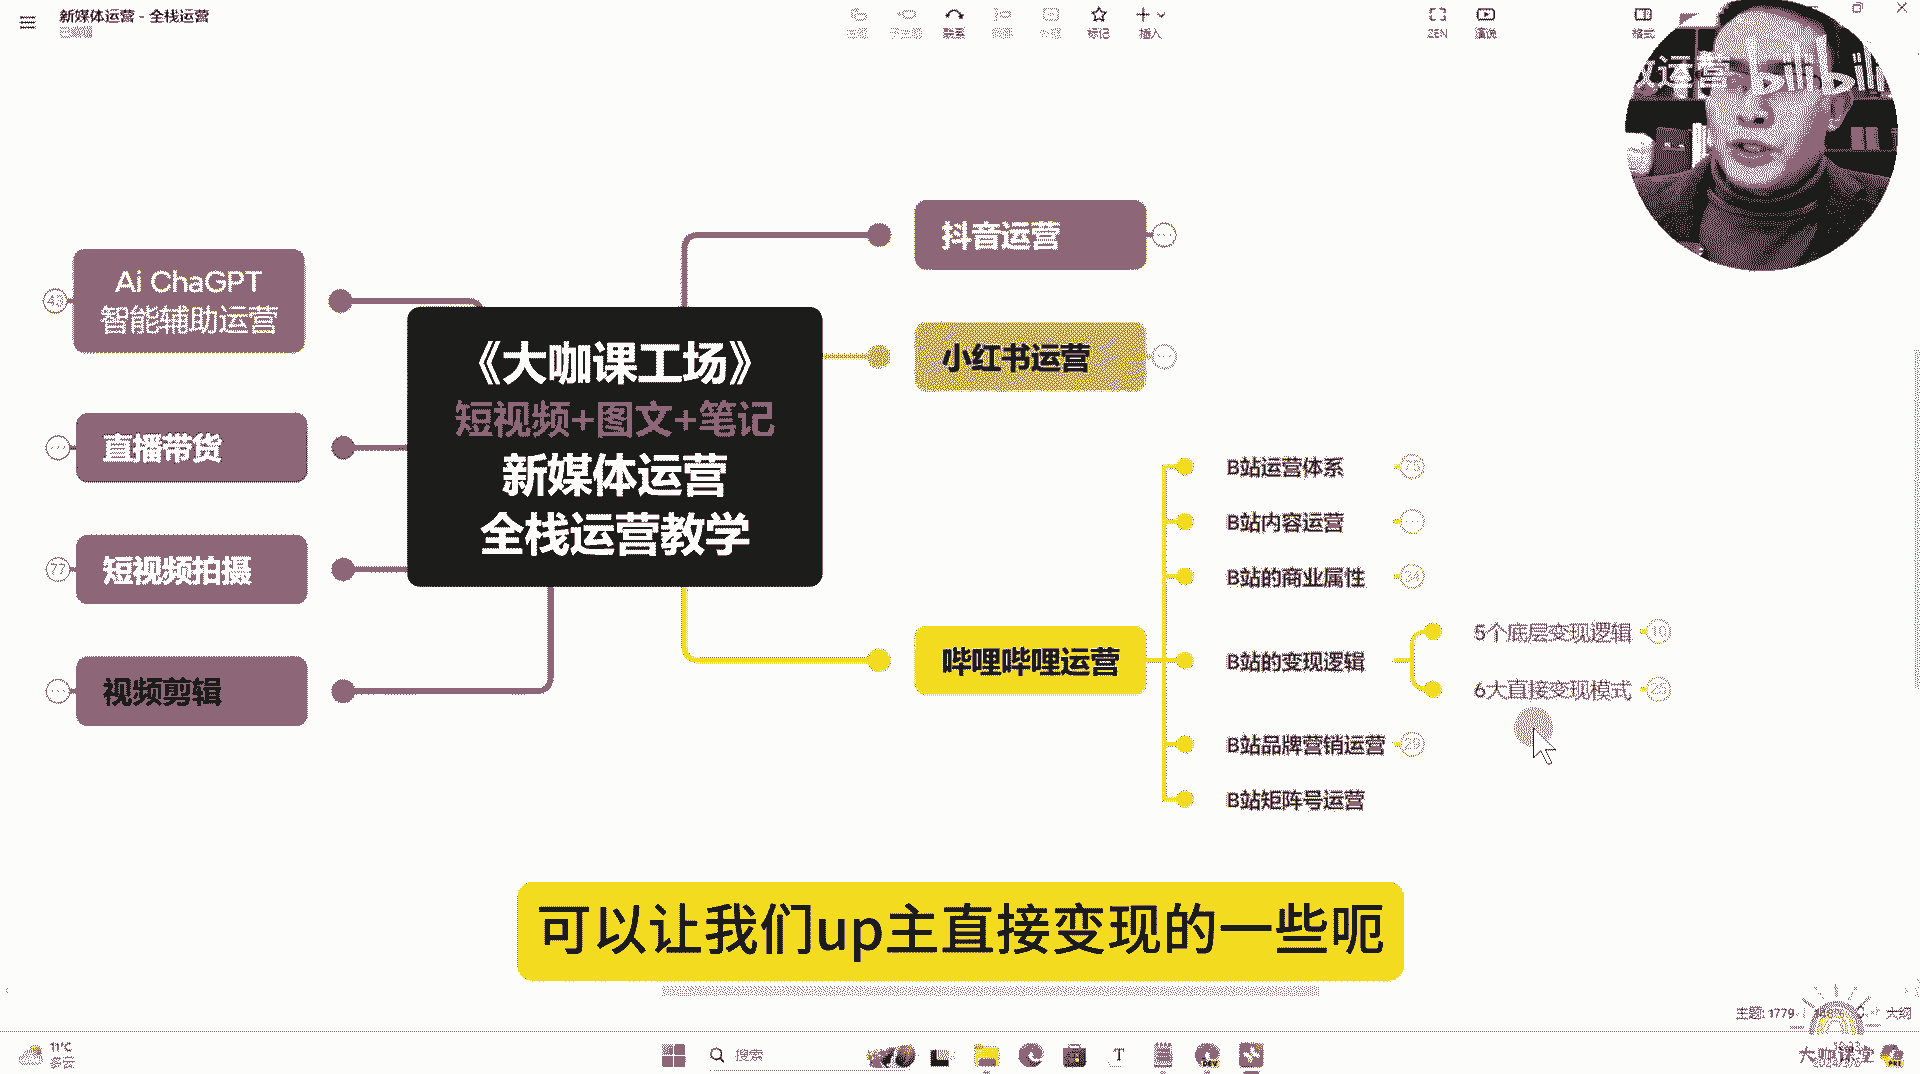 新媒体运营 - 全栈运营
联系
标记
插入
ZEN
演说
格式
运营 bilibili
抖音运营
Ai ChaGPT
智能辅助运营
43
《大咖课工场》
短视频+图文+笔记
新媒体运营
全栈运营教学
小红书运营
直播带货
B站运营体系
75
B站内容运营
B站的商业属性
34
短视频拍摄
77
5个底层变现逻辑
10
哔哩哔哩运营
B站的变现逻辑
6大直接变现模式
25
视频剪辑
B站品牌营销运营
29
B站矩阵号运营
可以让我们up主直接变现的一些呃
主题: 1779
大纲
11°C
多云
搜索
大咖课堂